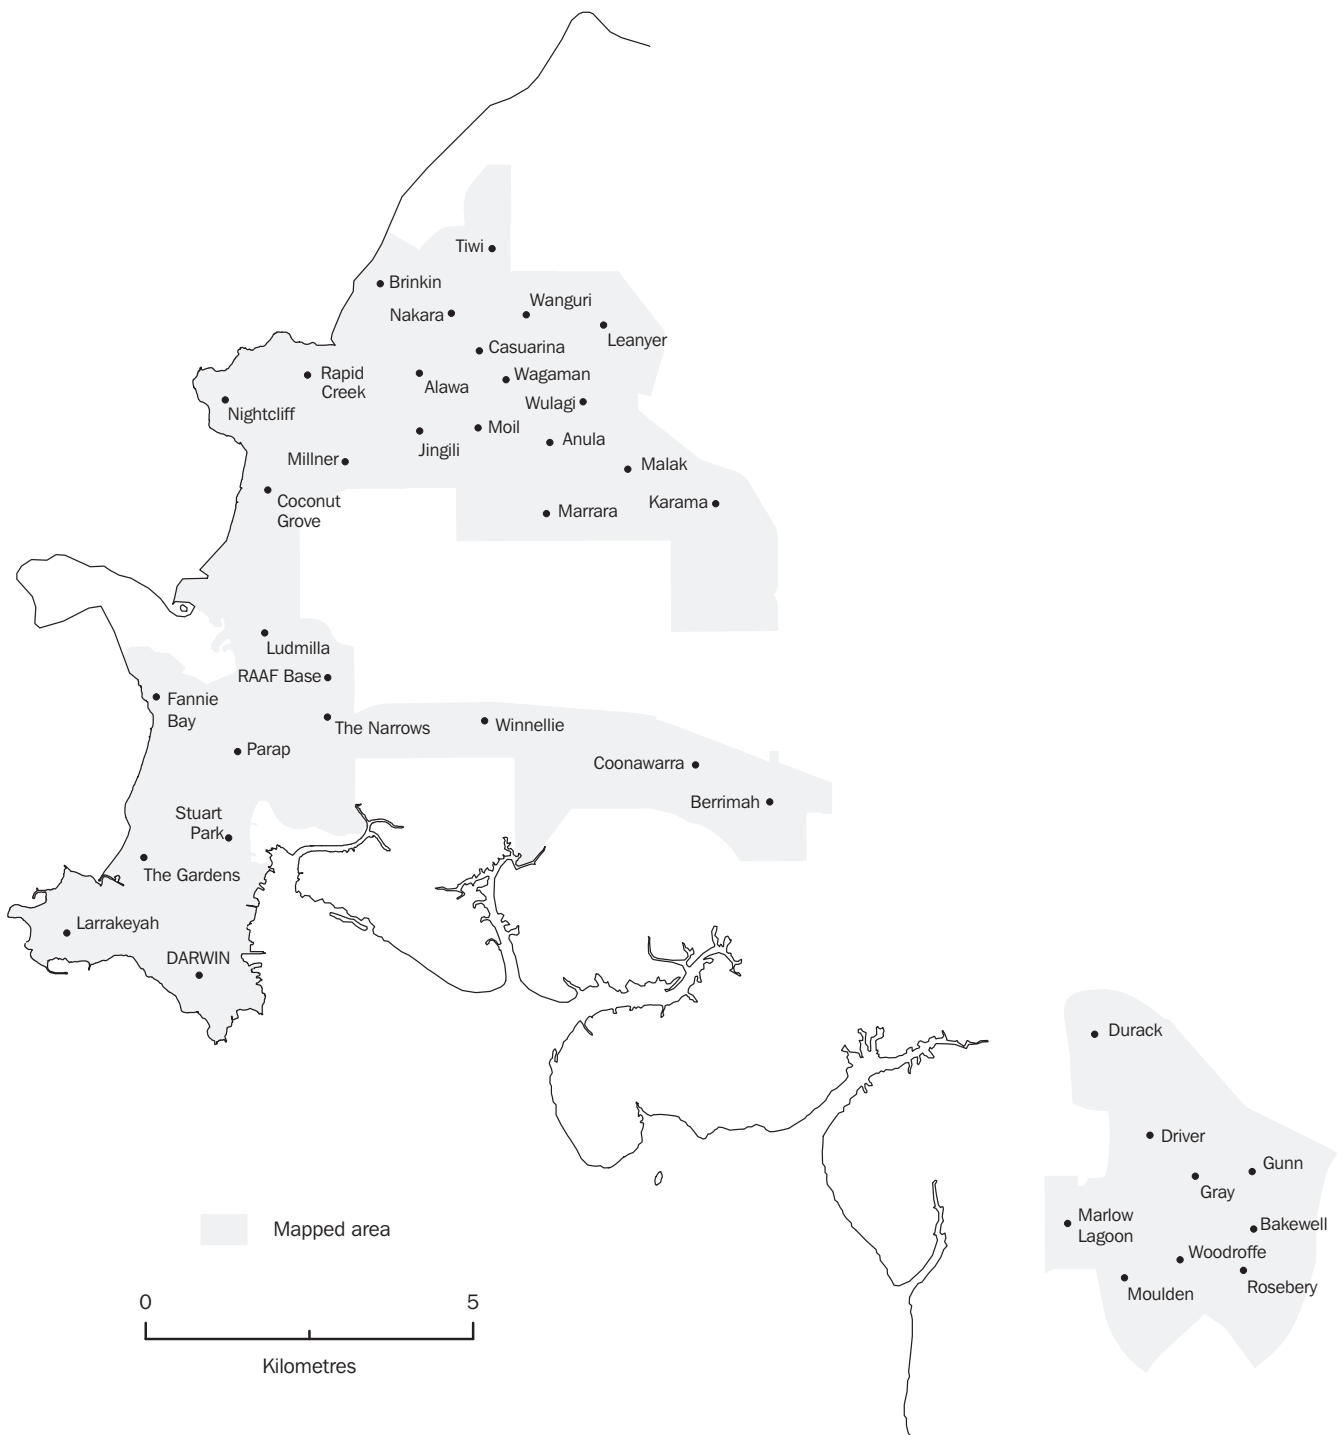 Tiwi
Brinkin
Nakara
Wanguri
Leanyer
Casuarina
Rapid
Creek
Alawa
Wagaman
Nightcliff
Wulagi
Jingili
Moil
Anula
Millner
Malak
Coconut
Grove
Marrara
Karama
Ludmilla
RAAF Base
Fannie
Bay
The Narrows
Winnellie
Parap
Coonawarra
Berrimah
Stuart
Park
The Gardens
Larrakeyah
DARWIN
Durack
Driver
Gunn
Gray
Marlow
Lagoon
Bakewell
Woodroffe
Moulden
Rosebery
Mapped area
0 5
Kilometres